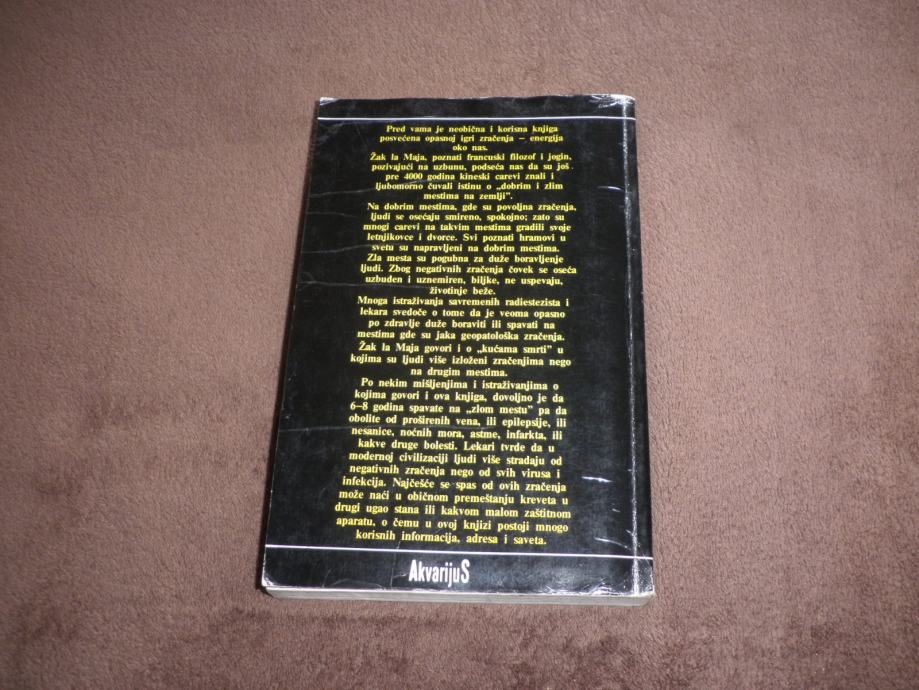 Pred vama je neobična i korisna knjiga
posvećena opasnoj igri zračenja – energija
oko nas.
Žak la Maja, poznati francuski filozof i jogin,
pozivajući na uzbunu, podseća nas da su još
pre 4000 godina kineski carevi znali i
ljubomorno čuvali istinu o „dobrim i zlim
mestima na zemlji”.
Na dobrim mestima, gde su povoljna zračenja,
ljudi se osećaju smireno, spokojno; zato su
mnogi carevi na takvim mestima gradili svoje
letnjikovce i dvorce. Svi poznati hramovi u
svetu su napravljeni na dobrim mestima.
Zla mesta su pogubna za duže boravljenje
ljudi. Zbog negativnih zračenja čovek se oseća
uzbuđen i uznemiren, biljke, ne uspevaju,
životinje beže.
Mnoga istraživanja savremenih radiestezista i
lekara svedoče o tome da je veoma opasno
po zdravlje duže boraviti ili spavati na
mestima gde su jaka geopatološka zračenja.
Žak la Maja govori i o „kućama smrti” u
kojima su ljudi više izloženi zračenjima nego
na drugim mestima.
Po nekim mišljenjima i istraživanjima o
kojima govori i ova knjiga, dovoljno je da
6–8 godina spavate na „zlom mestu” pa da
obolite od proširenih vena, ili epilepsije, ili
nesanice, noćnih mora, astme, infarkta, ili
kakve druge bolesti. Lekari tvrde da u
modernoj civilizaciji ljudi više stradaju od
negativnih zračenja nego od svih virusa i
infekcija. Najčešće se spas od ovih zračenja
može naći u običnom premeštanju kreveta u
drugi ugao stana ili kakvom malom zaštitnom
aparatu, o čemu u ovoj knjizi postoji mnogo
korisnih informacija, adresa i saveta.
AkvarijuS